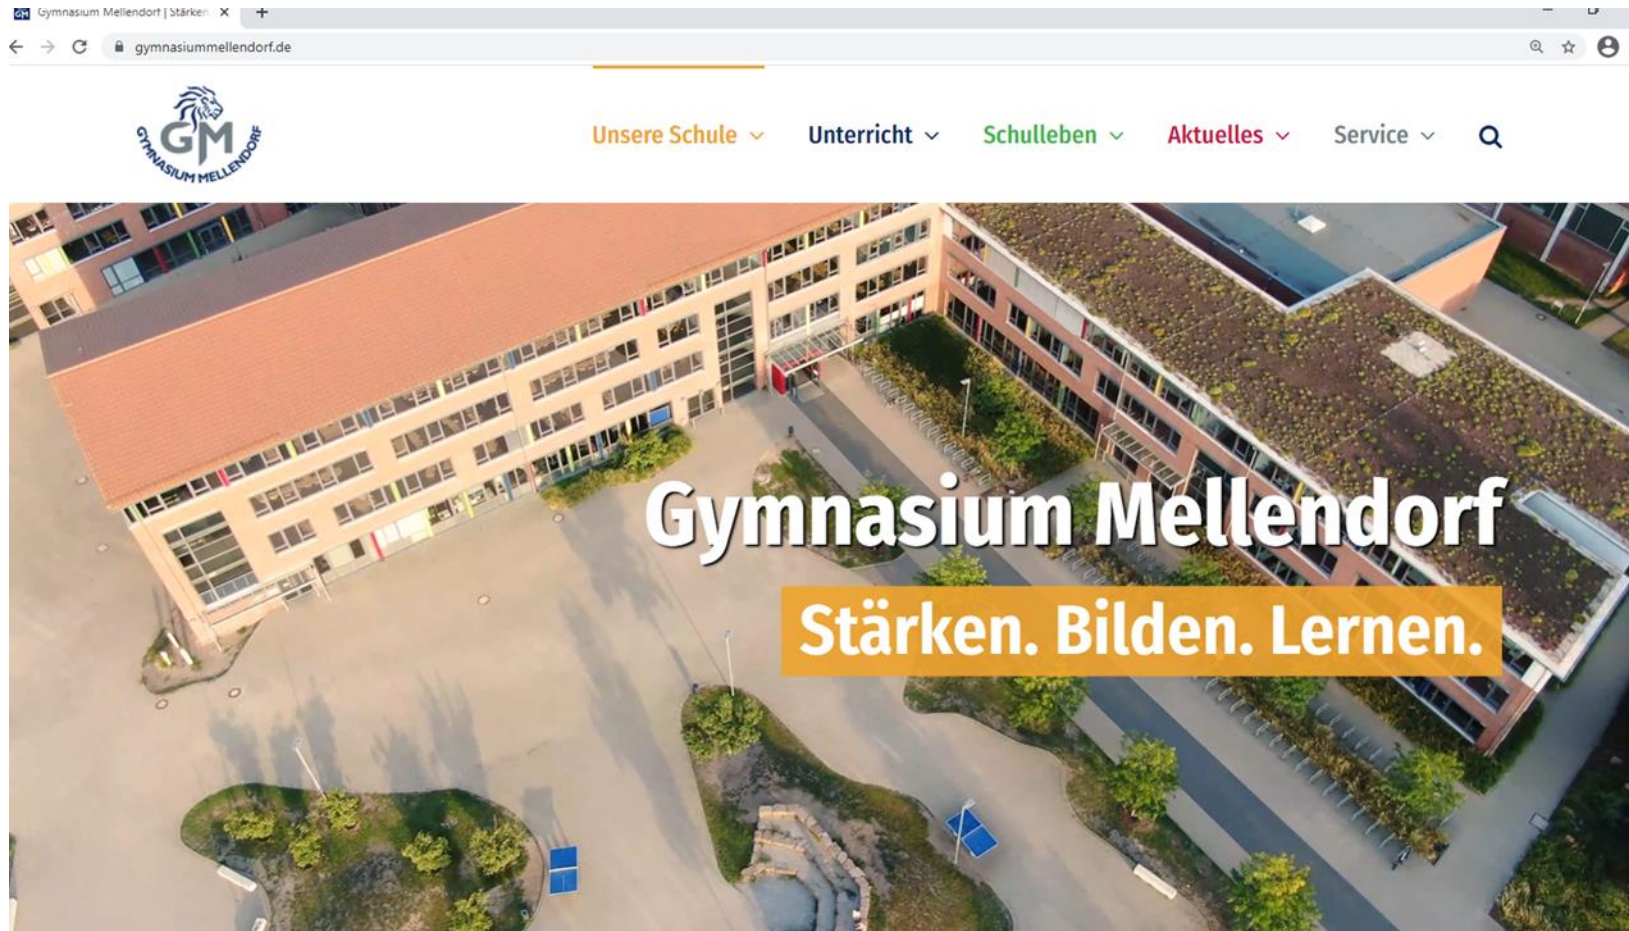 Gymnasium Mellendorf | Stärken.
gymnasiummellendorf.de
GM
GYMNASIUM MELLENDORF
Unsere Schule
Unterricht
Schulleben
Aktuelles
Service
Gymnasium Mellendorf
Stärken. Bilden. Lernen.